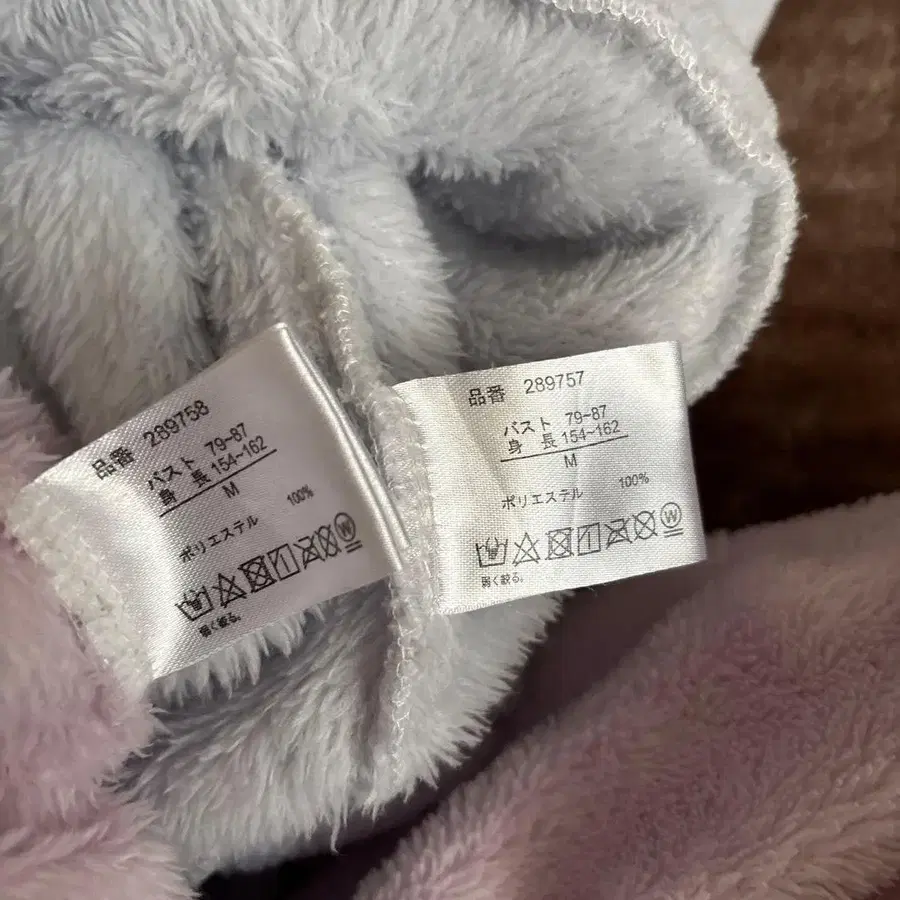 品番 289758
バスト 79-87
身 長 154~162
M
ポリエステル 100%
W
弱く絞る。
品番 289757
バスト 79-87
身 長 154~162
M
ポリエステル 100%
W
弱く絞る。